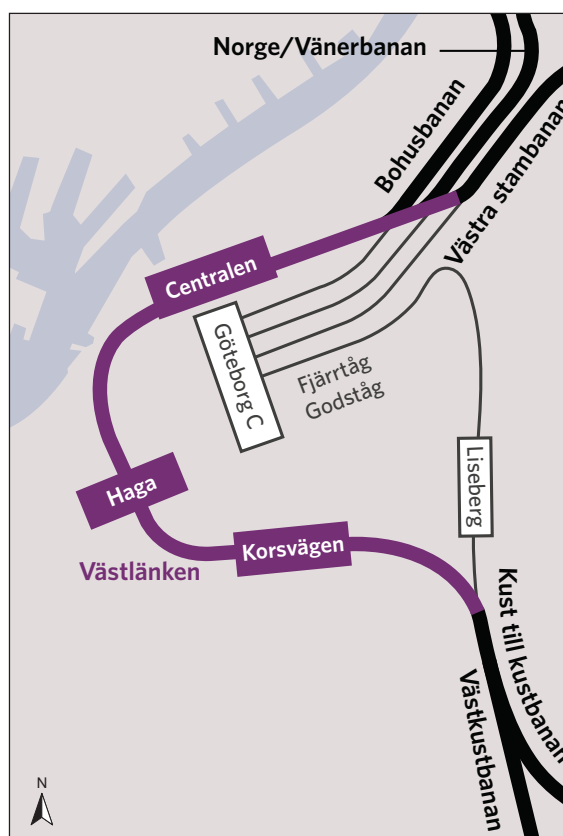 Norge/Vänerbanan
Bohusbanan
Västra stambanan
Centralen
Göteborg C
Fjärrtåg
Godståg
Liseberg
Haga
Korsvägen
Västlänken
Kust till kustbanan
Västkustbanan
N